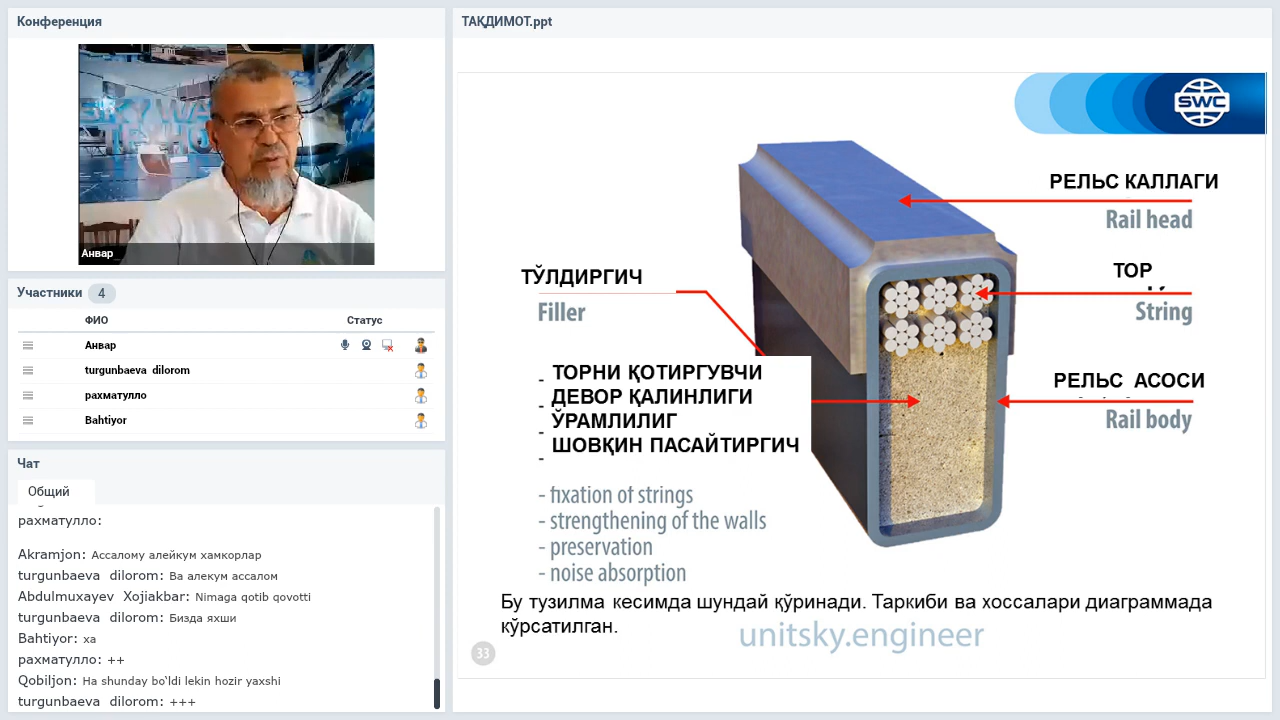 Конференция
SKYWA
Анвар
Участники 4
ФИО Статус
Анвар
turgunbaeva dilorom
рахматулло
Bahtiyor
Чат
Общий
рахматулло:
Akramjon: Ассалому алейкум хамкорлар
turgunbaeva dilorom: Ва алекум ассалом
Abdulmuxayev Xojiakbar: Nimaga qotib qovotti
turgunbaeva dilorom: Бизда яхши
Bahtiyor: ха
рахматулло: ++
Qobiljon: Ha shunday bo'ldi lekin hozir yaxshi
turgunbaeva dilorom: +++
ТАҚДИМОТ.ppt
SWC
РЕЛЬС КАЛЛАГИ
Rail head
ТОР
String
РЕЛЬС АСОСИ
Rail body
ТЎЛДИРГИЧ
Filler
- ТОРНИ ҚОТИРГУВЧИ
- ДЕВОР ҚАЛИНЛИГИ
- ЎРАМЛИЛИГ
- ШОВҚИН ПАСАЙТИРГИЧ
- fixation of strings
- strengthening of the walls
- preservation
- noise absorption
Бу тузилма кесимда шундай қўринади. Таркиби ва хоссалари диаграммада
кўрсатилган.
unitsky.engineer
33